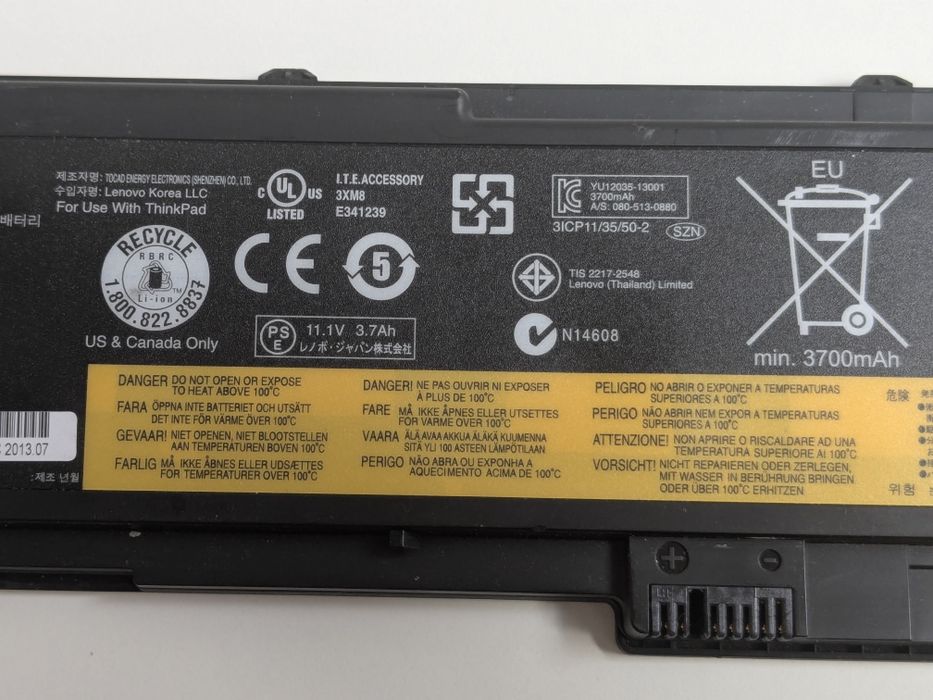 제조자명: TOCAD ENERGY ELECTRONICS (SHENZHEN) CO., LTD.
수입자명: Lenovo Korea LLC
For Use With ThinkPad
배터리
C UL US
LISTED
I.T.E.ACCESSORY
3XM8
E341239
YU12035-13001
3700mAh
A/S: 080-513-0880
3ICP11/35/50-2
SZN
EU
RECYCLE
RBRC
Li-ion
TM
1.800.822.8837
US & Canada Only
CE
5
TIS 2217-2548
Lenovo (Thailand) Limited
PS
E
11.1V 3.7Ah
レノボ・ジャパン株式会社
N14608
min. 3700mAh
DANGER DO NOT OPEN OR EXPOSE
TO HEAT ABOVE 100°C
FARA ÖPPNA INTE BATTERIET OCH UTSÄTT
DET INTE FÖR VÄRME ÖVER 100°C
GEVAAR! NIET OPENEN, NIET BLOOTSTELLEN
AAN TEMPERATUREN BOVEN 100°C
FARLIG MÅ IKKE ÅBNES ELLER UDSÆTTES
FOR TEMPERATURER OVER 100°C
DANGER! NE PAS OUVRIR NI EXPOSER
À PLUS DE 100°C
FARE MÅ IKKE ÅPNES ELLER UTSETTES
FOR VARME OVER 100°C
VAARA ÄLÄ AVAA AKKUA ÄLÄKÄ KUUMENNA
SITÄ YLI 100 ASTEEN LÄMPÖTILAAN
PERIGO NÃO ABRA OU EXPONHA A
AQUECIMENTO ACIMA DE 100°C
PELIGRO NO ABRIR O EXPONER A TEMPERATURAS
SUPERIORES A 100°C
PERIGO NÃO ABRIR NEM EXPOR A TEMPERATURAS
SUPERIORES A 100°C
ATTENZIONE! NON APRIRE O RISCALDARE AD UNA
TEMPERATURA SUPERIORE AI 100°C
VORSICHT! NICHT REPARIEREN ODER ZERLEGEN,
MIT WASSER IN BERÜHRUNG BRINGEN
ODER ÜBER 100°C ERHITZEN
危険
위험
2013.07
:제조 년월
+ -